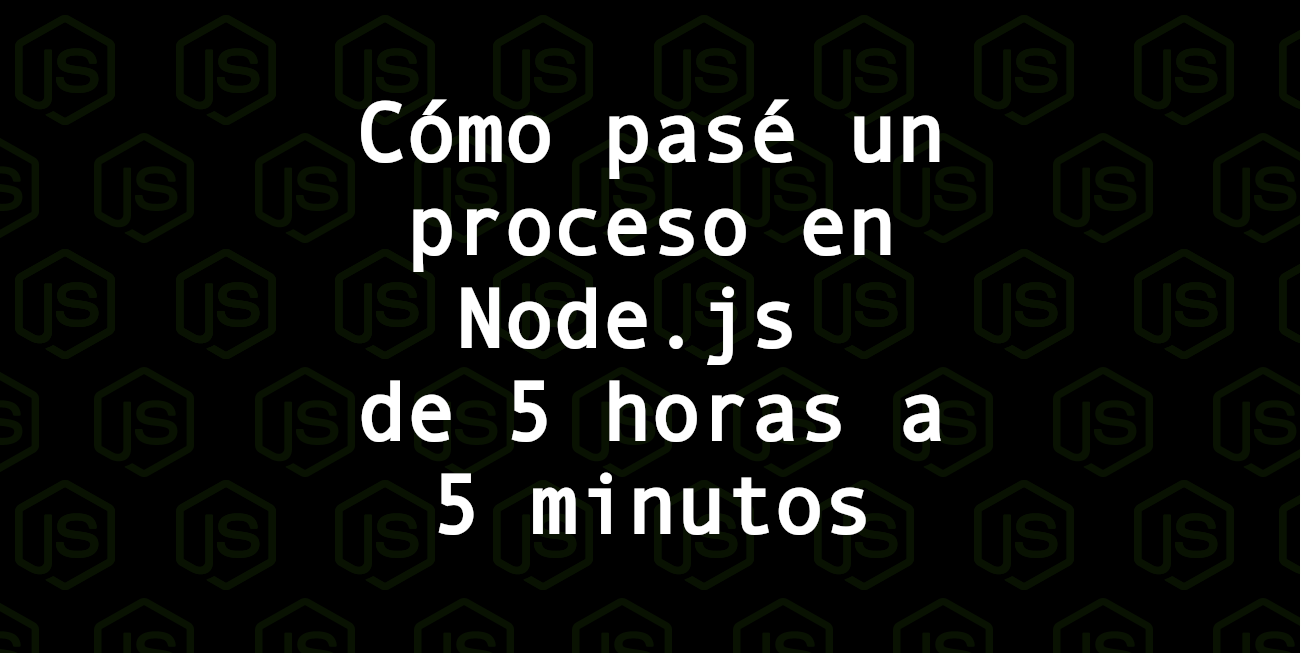 Cómo pasé un
proceso en
Node.js
de 5 horas a
5 minutos